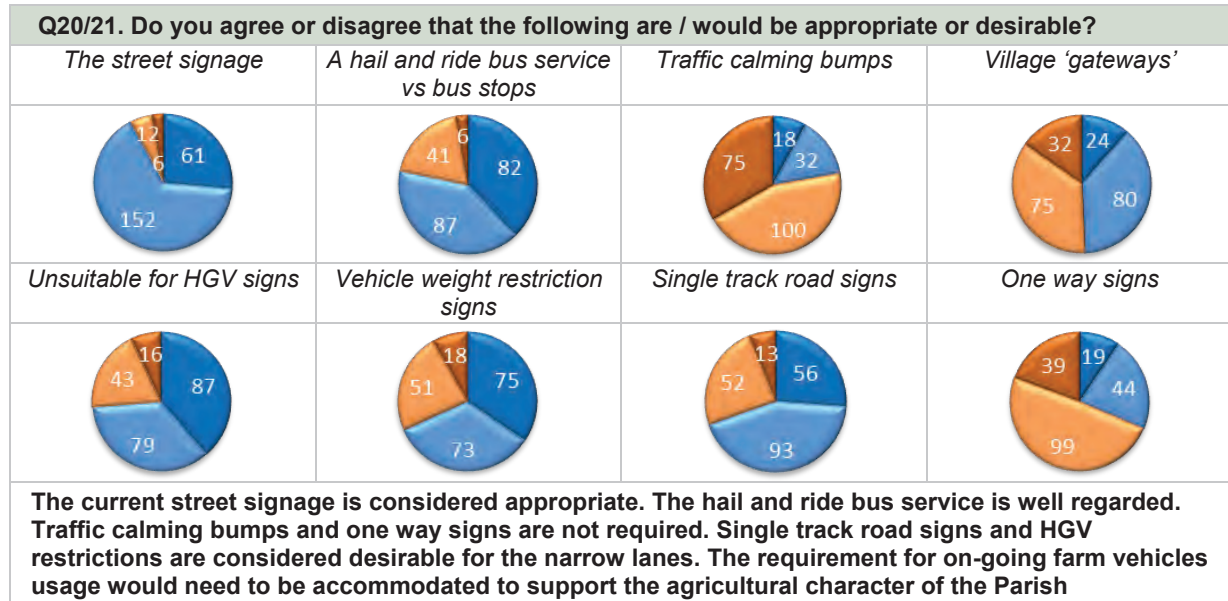 Q20/21. Do you agree or disagree that the following are / would be appropriate or desirable?
The street signage
A hail and ride bus service
vs bus stops
Traffic calming bumps
Village ‘gateways’
12
6
61
152
6
41
82
87
18
75
32
100
32
24
75
80
Unsuitable for HGV signs
Vehicle weight restriction
signs
Single track road signs
One way signs
16
43
87
79
18
51
75
73
13
52
56
93
39
19
44
99
The current street signage is considered appropriate. The hail and ride bus service is well regarded.
Traffic calming bumps and one way signs are not required. Single track road signs and HGV
restrictions are considered desirable for the narrow lanes. The requirement for on-going farm vehicles
usage would need to be accommodated to support the agricultural character of the Parish